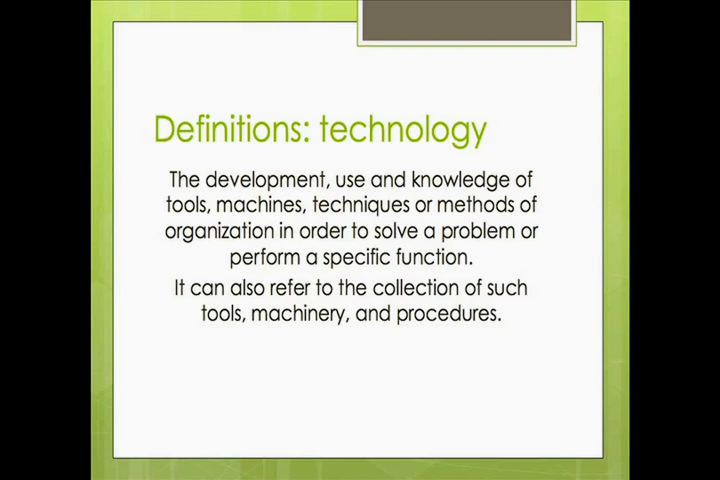 Definitions: technology
The development, use and knowledge of
tools, machines, techniques or methods of
organization in order to solve a problem or
perform a specific function.
It can also refer to the collection of such
tools, machinery, and procedures.